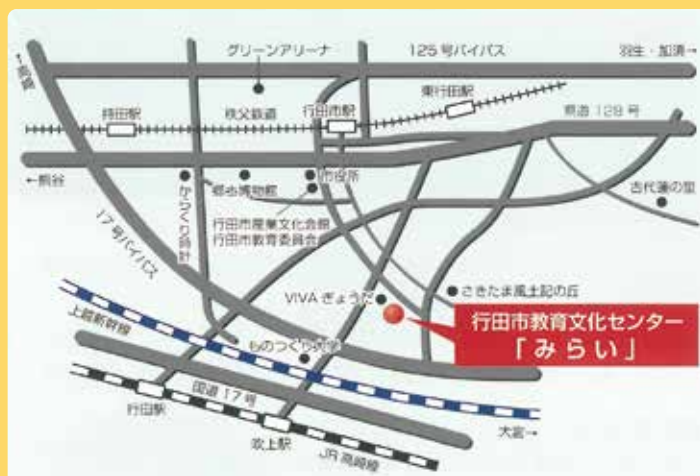 グリーンアリーナ
125号バイパス
羽生・加須→
←熊谷
東行田駅
持田駅
秩父鉄道
行田市駅
県道128号
←熊谷
市役所
郷土博物館
からくり時計
古代蓮の里
17号バイパス
行田市産業文化会館
行田市教育委員会
VIVAぎょうだ
さきたま風土記の丘
行田市教育文化センター
「みらい」
上越新幹線
ものつくり大学
国道17号
行田駅
吹上駅
大宮→
JR高崎線